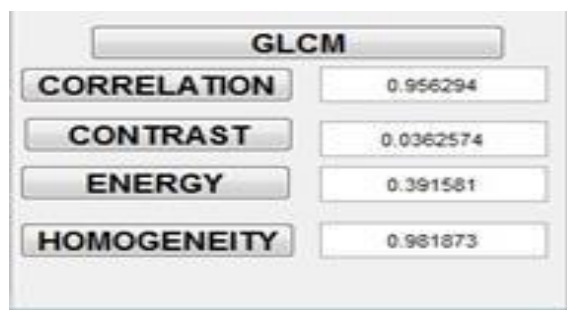 GLCM
CORRELATION 0.956294
CONTRAST 0.0362574
ENERGY 0.391581
HOMOGENEITY 0.981873